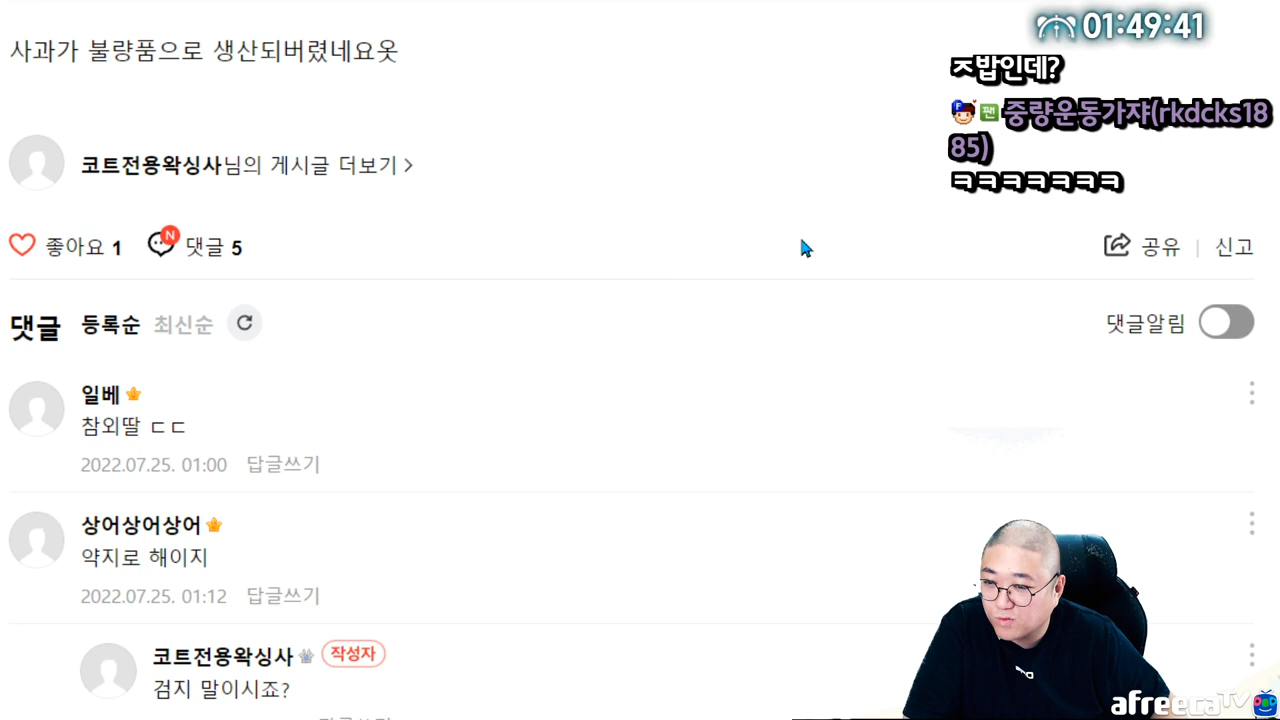 사과가 불량품으로 생산되버렸네요옷
01:49:41
ㅈ밥인데?
F 팬 중량운동가쟈(rkdcks18
85)
ㅋㅋㅋㅋㅋㅋㅋ
코트전용왁싱사님의 게시글 더보기 >
좋아요 1 N 댓글 5
공유 | 신고
댓글 등록순 최신순
댓글알림
일베
참외딸 ㄷㄷ
2022.07.25. 01:00 답글쓰기
상어상어상어
약지로 해이지
2022.07.25. 01:12 답글쓰기
코트전용왁싱사 작성자
검지 말이시죠?
afreecaTV